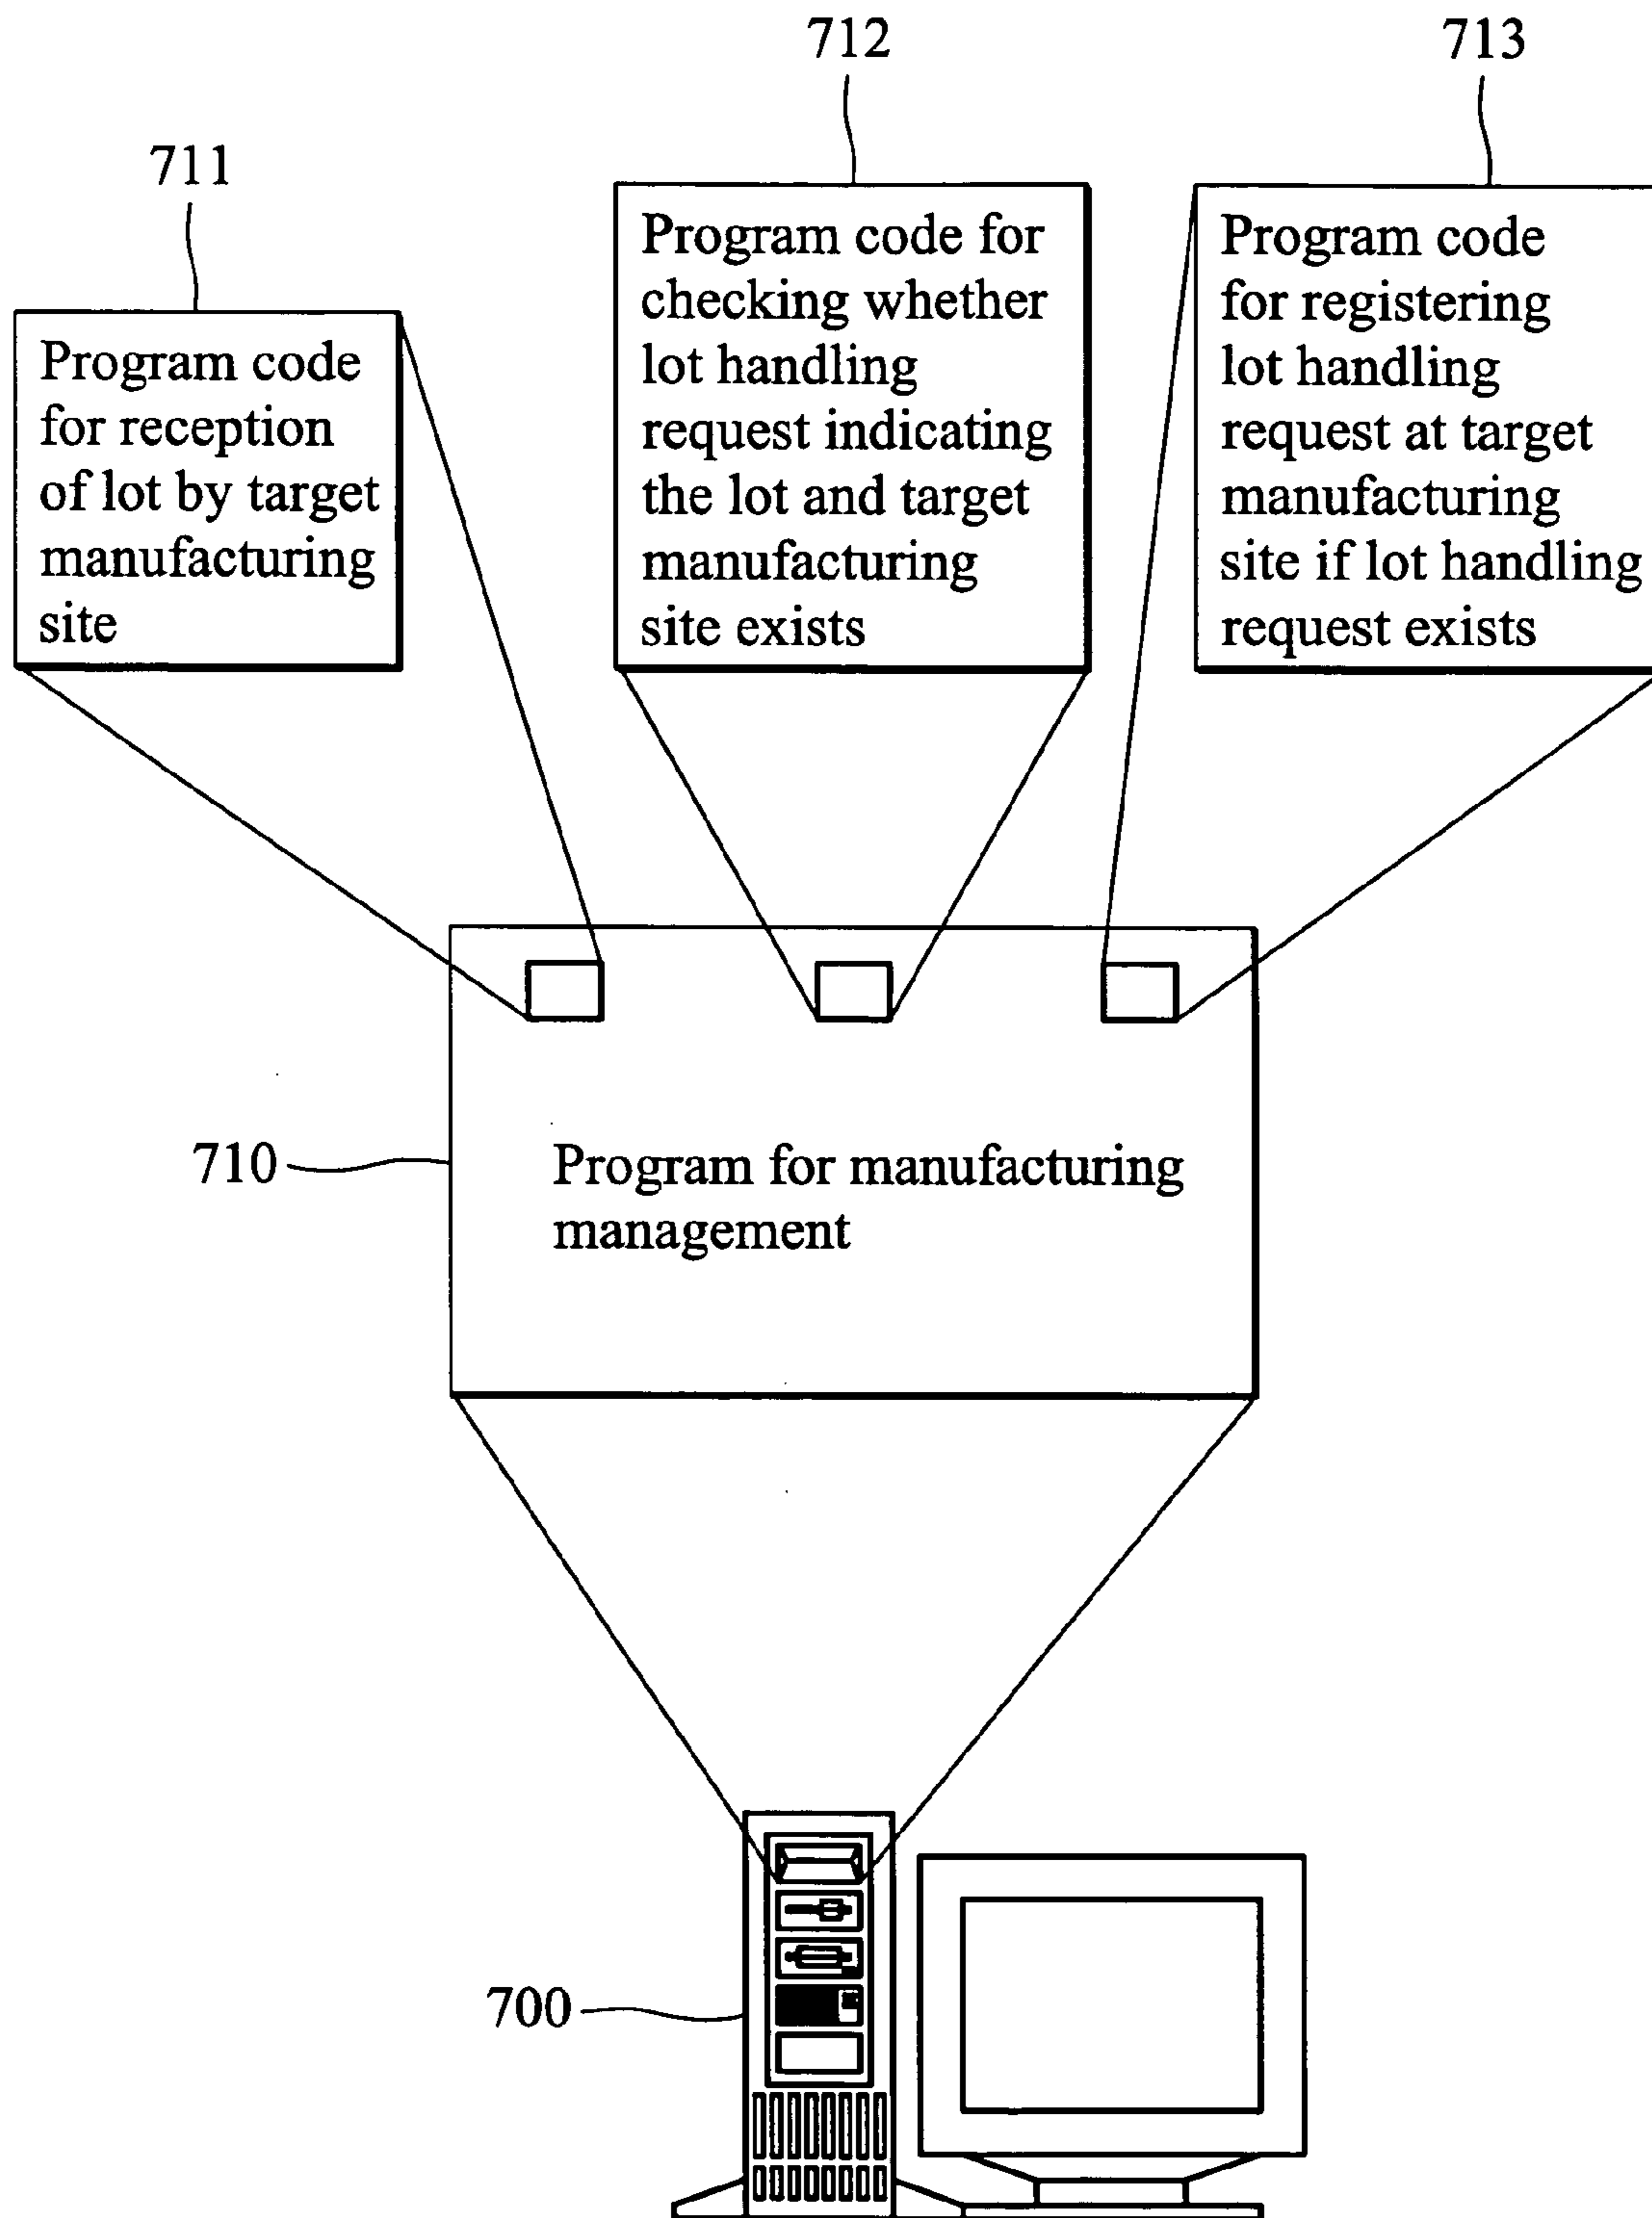 712
713
711
Program code
for reception
of lot by target
manufacturing
site
Program code for
checking whether
lot handling
request indicating
the lot and target
manufacturing
site exists
Program code
for registering
lot handling
request at target
manufacturing
site if lot handling
request exists
710
Program for manufacturing
management
700